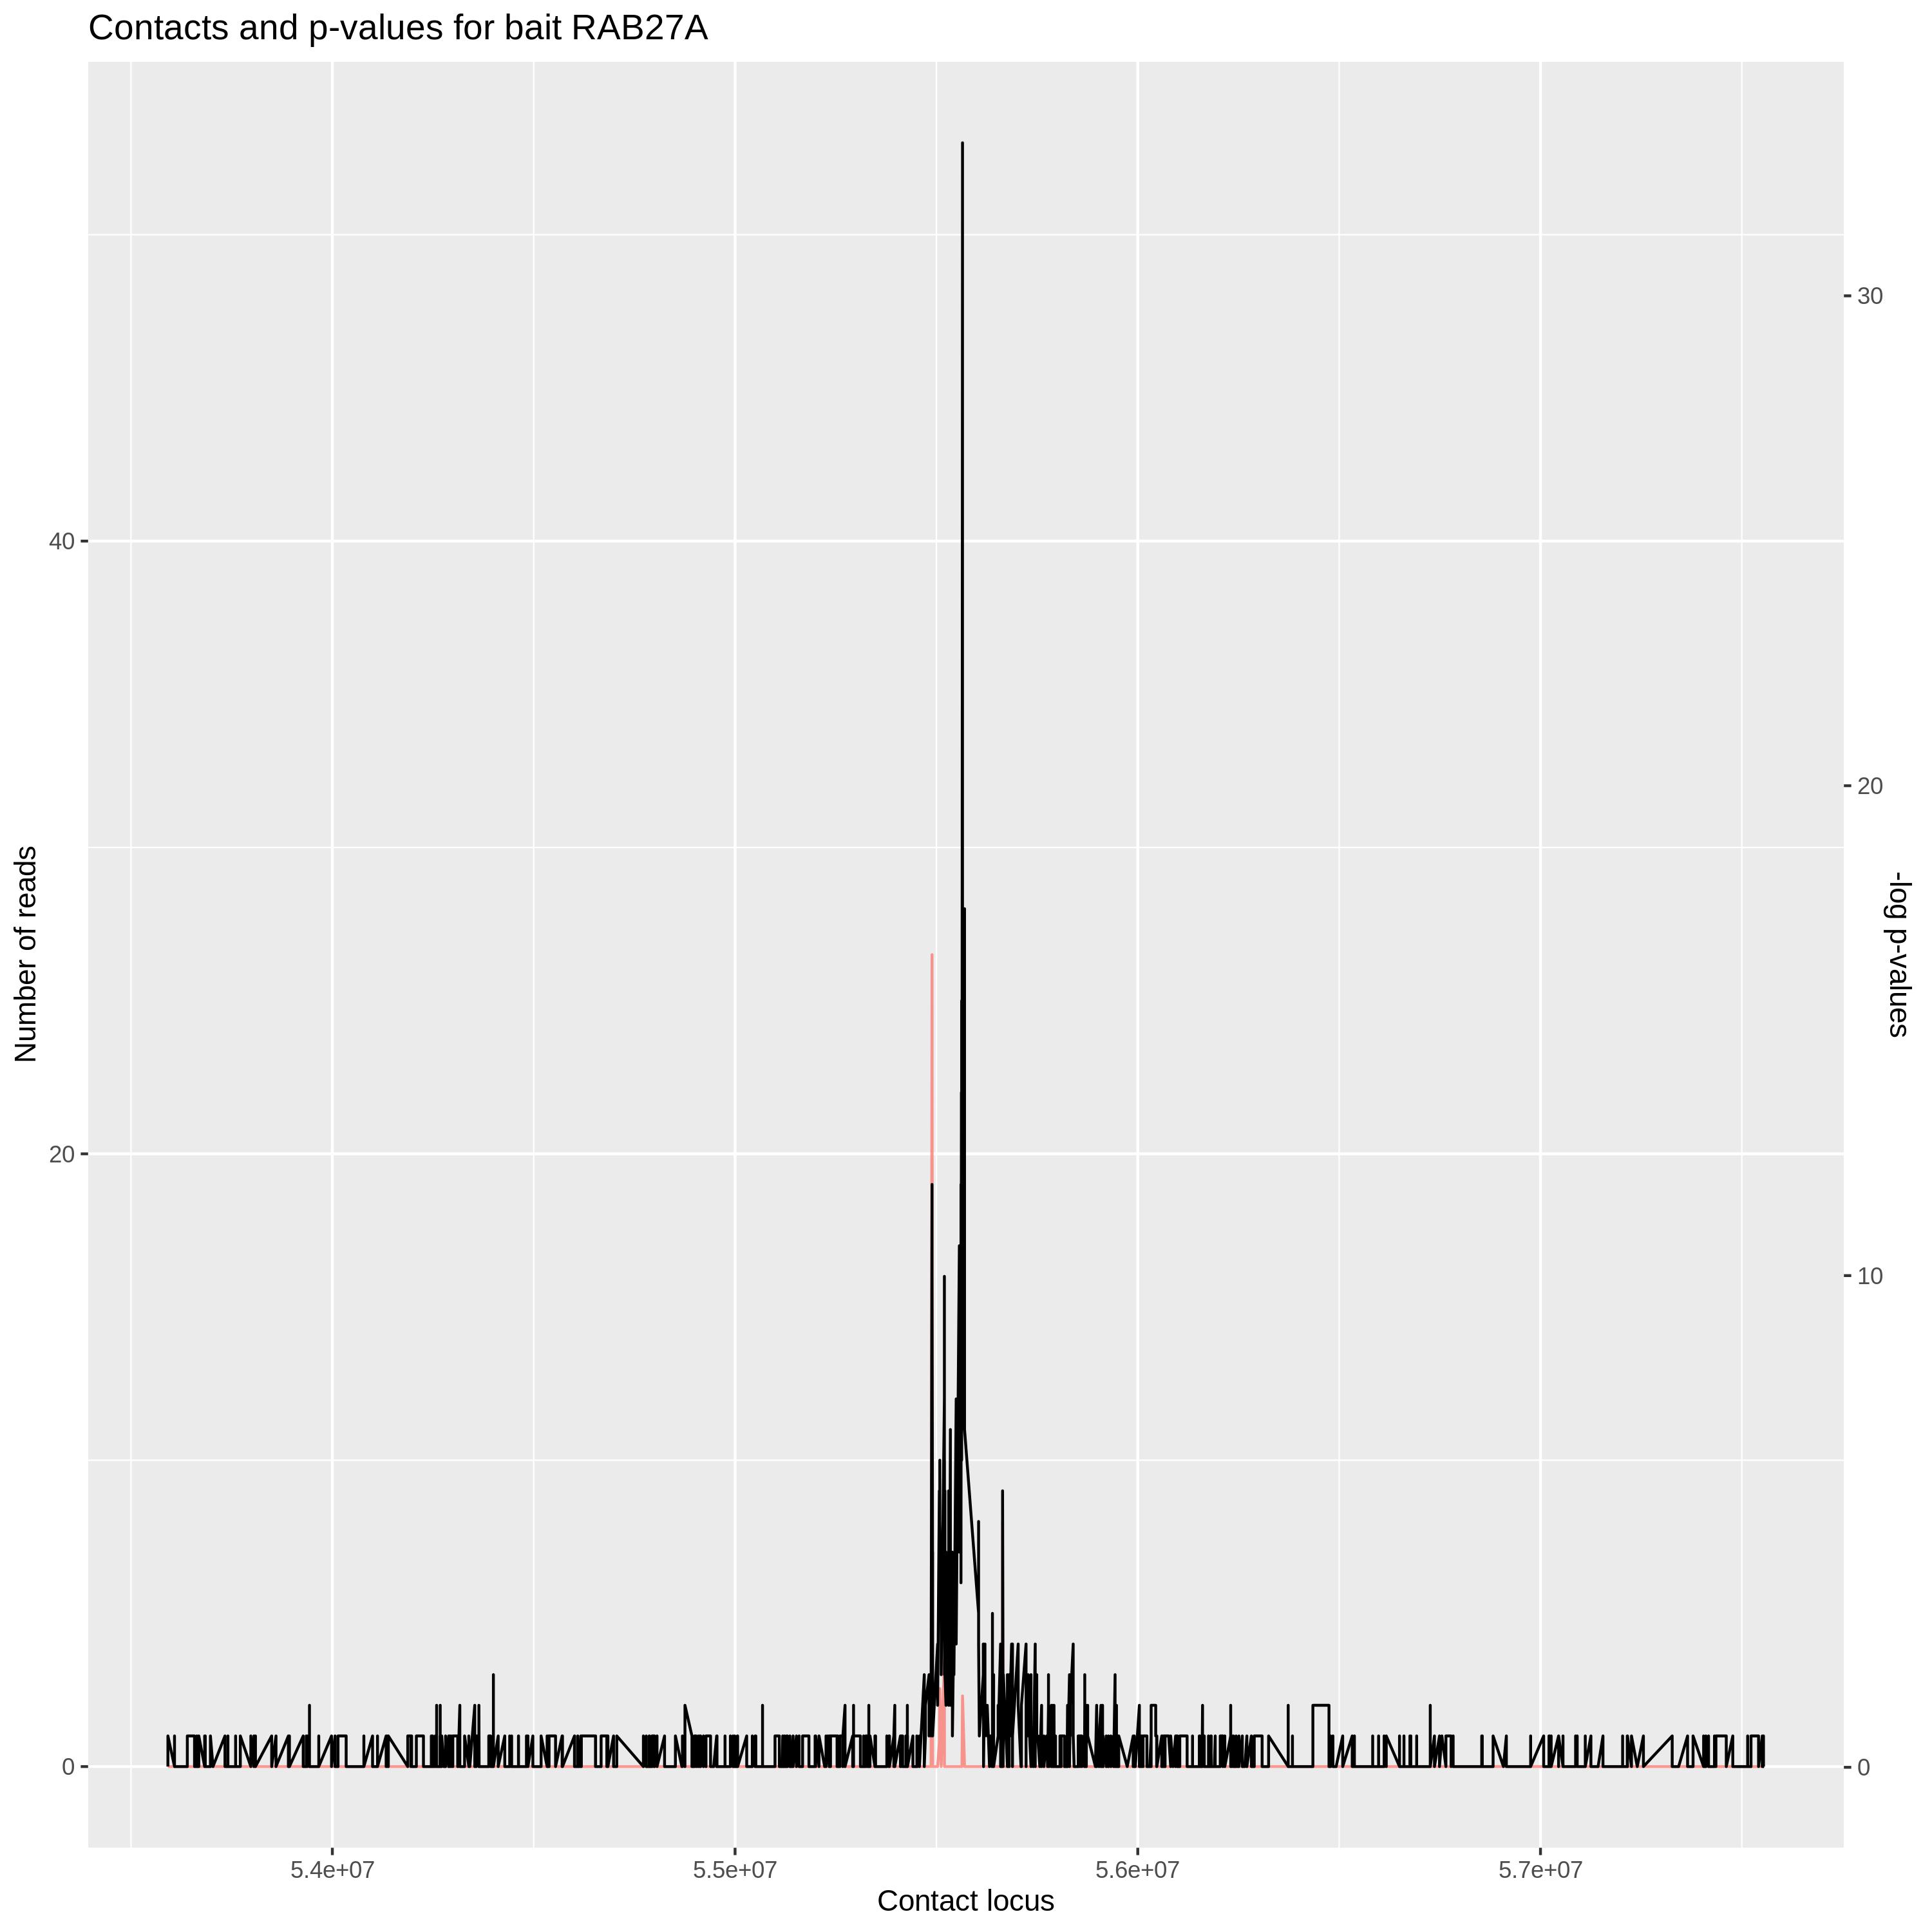 Contacts and p-values for bait RAB27A
Number of reads
40
20
0
30
20
10
0
-log p-values
5.4e+07
5.5e+07
5.6e+07
5.7e+07
Contact locus